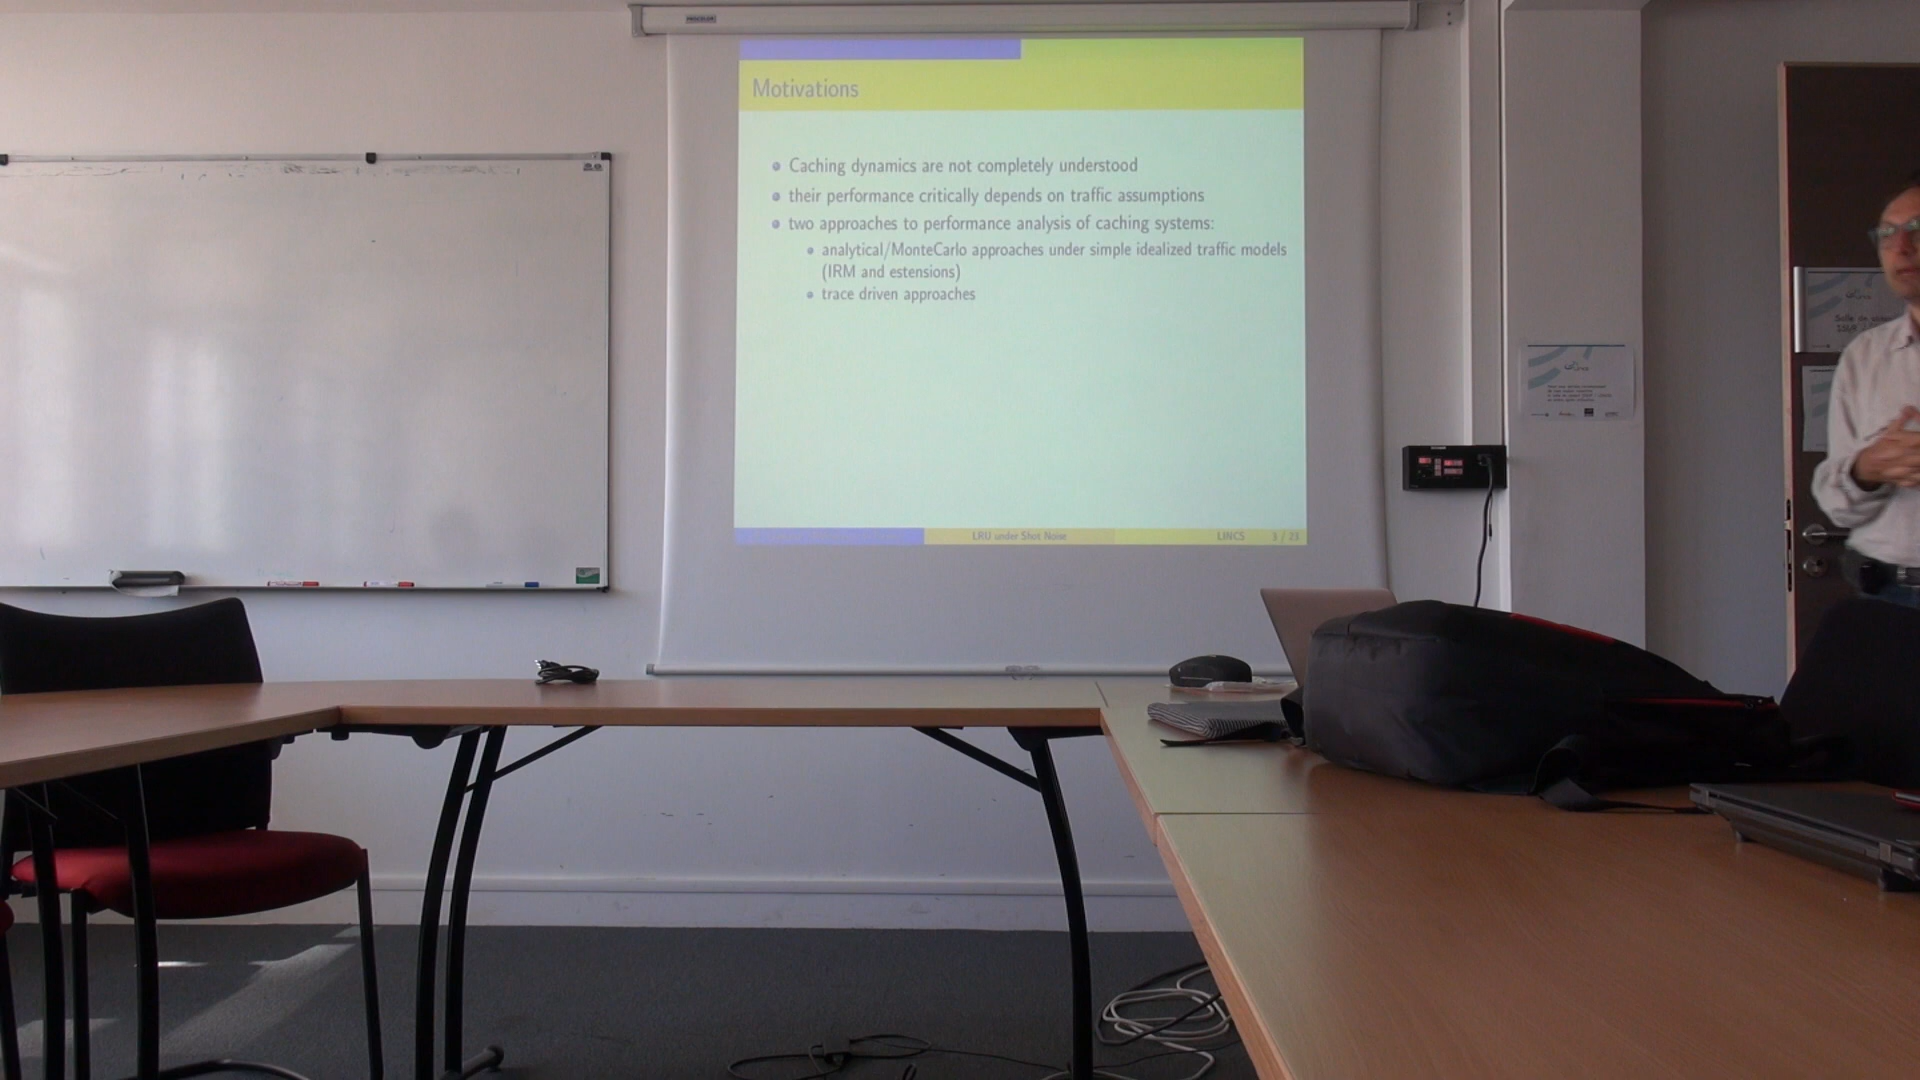 Motivations
Caching dynamics are not completely understood
their performance critically depends on traffic assumptions
two approaches to performance analysis of caching systems:
analytical/MonteCarlo approaches under simple idealized traffic models
(IRM and estensions)
trace driven approaches
LRU under Shot Noise
LINCS
3 / 23
Salle de